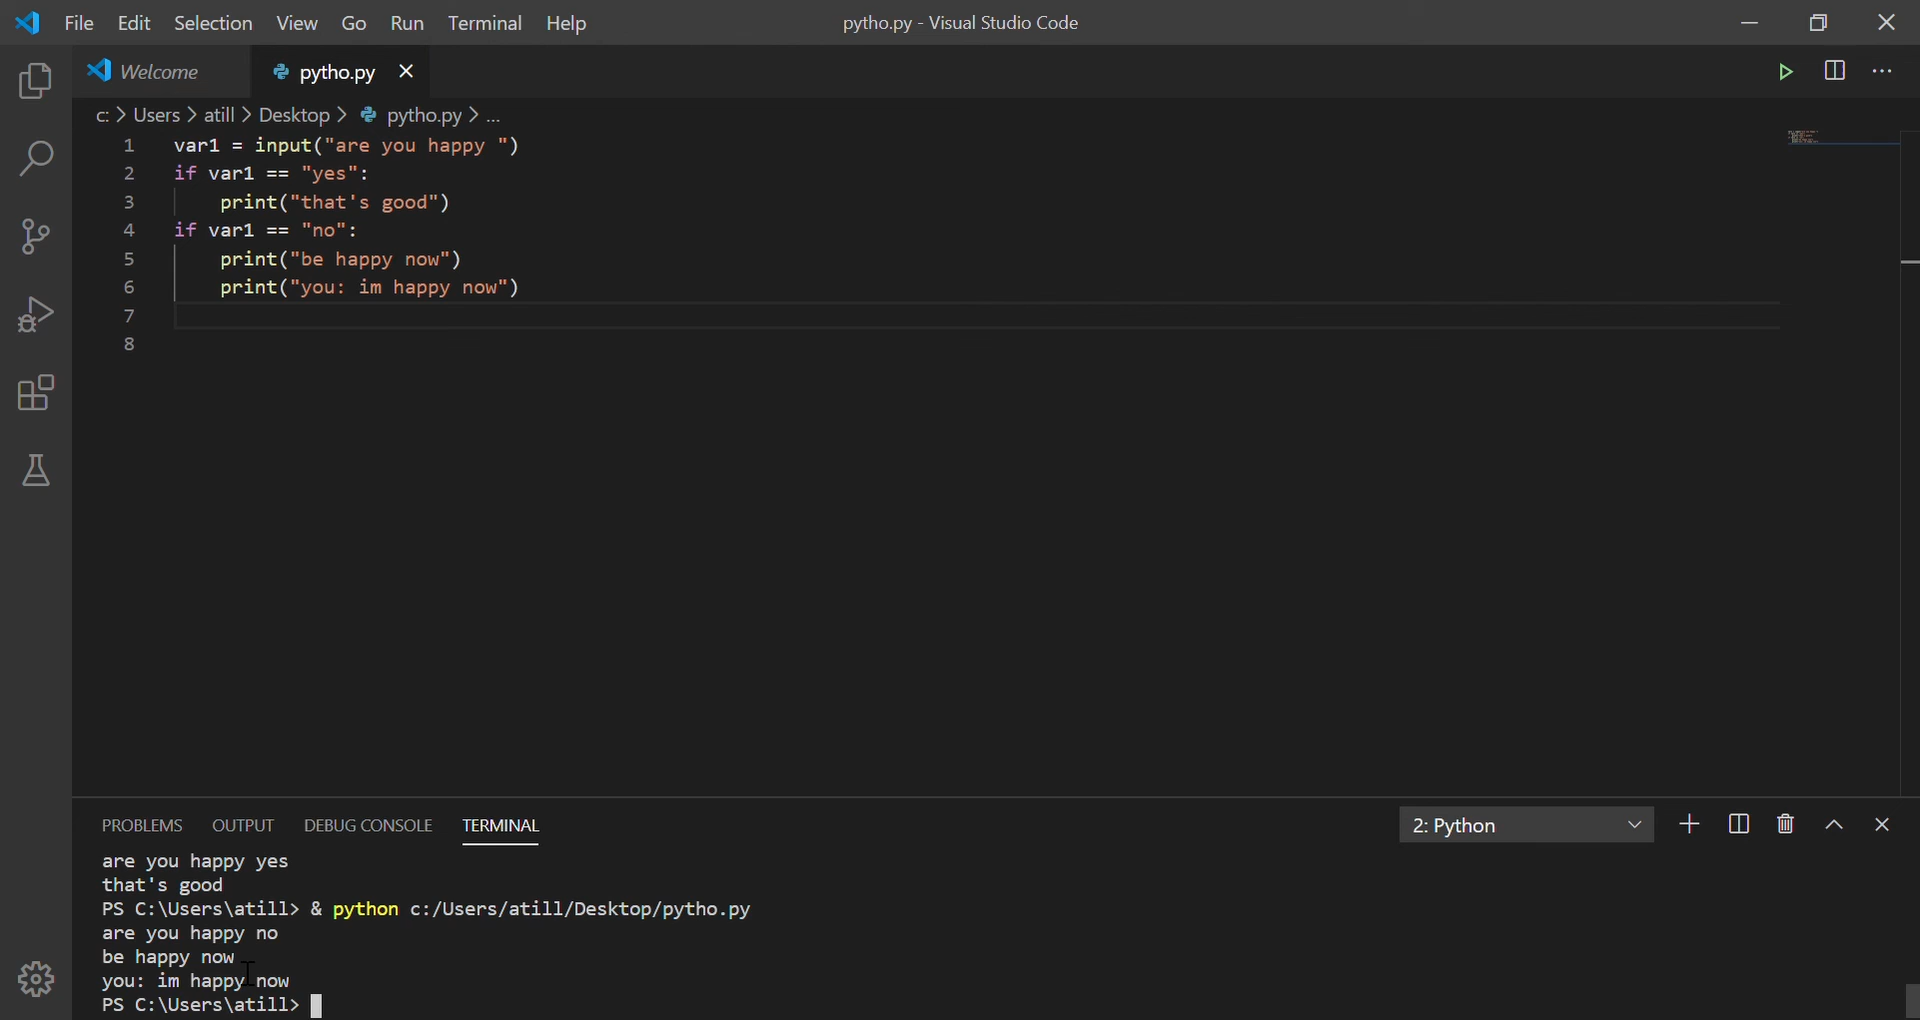 File Edit Selection View Go Run Terminal Help pytho.py - Visual Studio Code
Welcome pytho.py
c: > Users > atill > Desktop > pytho.py > ...
1 var1 = input("are you happy ")
2 if var1 == "yes":
3 print("that's good")
4 if var1 == "no":
5 print("be happy now")
6 print("you: im happy now")
7
8
PROBLEMS OUTPUT DEBUG CONSOLE TERMINAL 2: Python
are you happy yes
that's good
PS C:\Users\atill> & python c:/Users/atill/Desktop/pytho.py
are you happy no
be happy now
you: im happy now
PS C:\Users\atill>